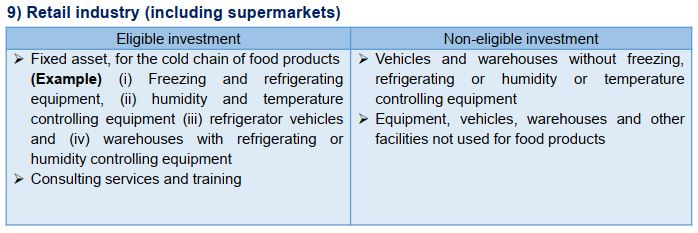 9) Retail industry (including supermarkets)
Eligible investment
Non-eligible investment
➢ Fixed asset, for the cold chain of food products
(Example) (i) Freezing and refrigerating
equipment, (ii) humidity and temperature
controlling equipment (iii) refrigerator vehicles
and (iv) warehouses with refrigerating or
humidity controlling equipment
➢ Consulting services and training
➢ Vehicles and warehouses without freezing,
refrigerating or humidity or temperature
controlling equipment
➢ Equipment, vehicles, warehouses and other
facilities not used for food products